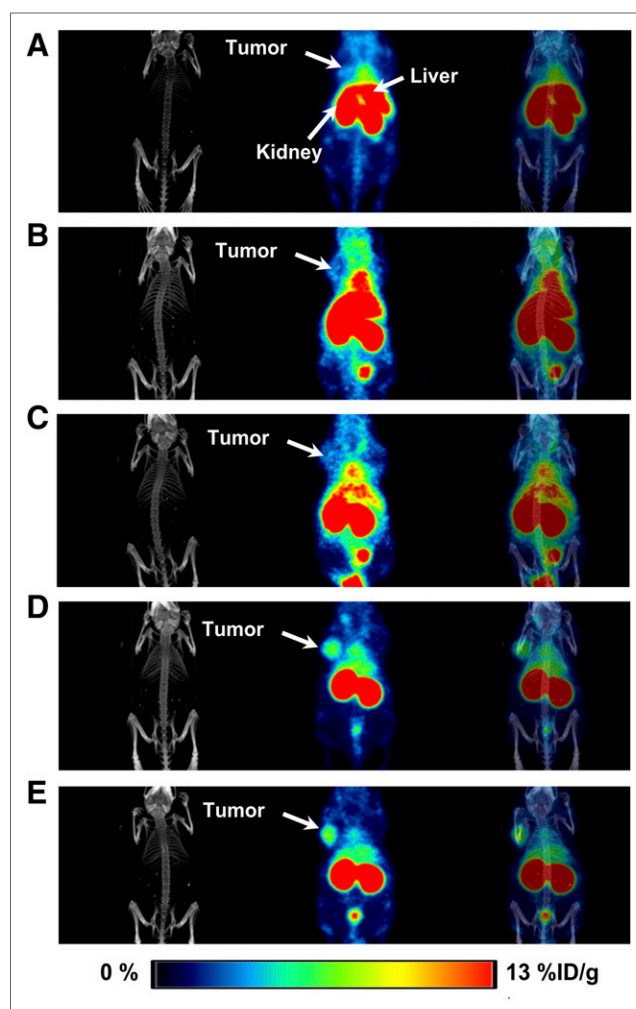 A
Tumor
Liver
Kidney
B
Tumor
C
Tumor
D
Tumor
E
Tumor
0 % 13 %ID/g